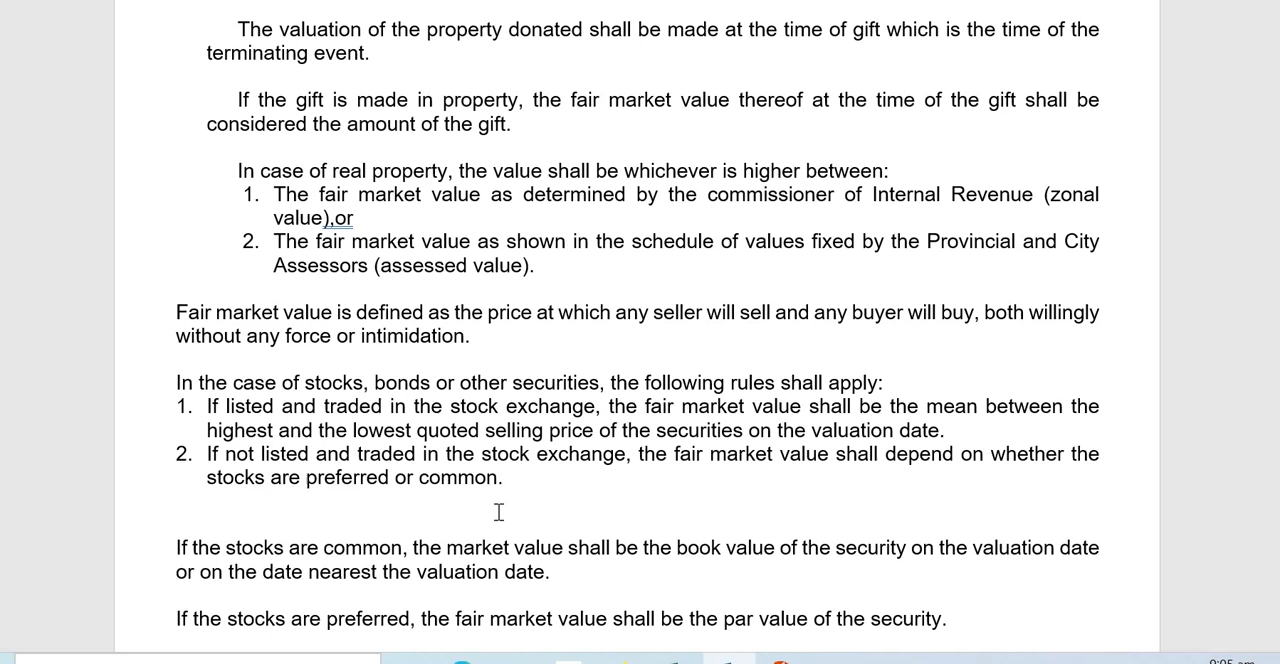 The valuation of the property donated shall be made at the time of gift which is the time of the
terminating event.
If the gift is made in property, the fair market value thereof at the time of the gift shall be
considered the amount of the gift.
In case of real property, the value shall be whichever is higher between:
1. The fair market value as determined by the commissioner of Internal Revenue (zonal
value),or
2. The fair market value as shown in the schedule of values fixed by the Provincial and City
Assessors (assessed value).
Fair market value is defined as the price at which any seller will sell and any buyer will buy, both willingly
without any force or intimidation.
In the case of stocks, bonds or other securities, the following rules shall apply:
1. If listed and traded in the stock exchange, the fair market value shall be the mean between the
highest and the lowest quoted selling price of the securities on the valuation date.
2. If not listed and traded in the stock exchange, the fair market value shall depend on whether the
stocks are preferred or common.
If the stocks are common, the market value shall be the book value of the security on the valuation date
or on the date nearest the valuation date.
If the stocks are preferred, the fair market value shall be the par value of the security.